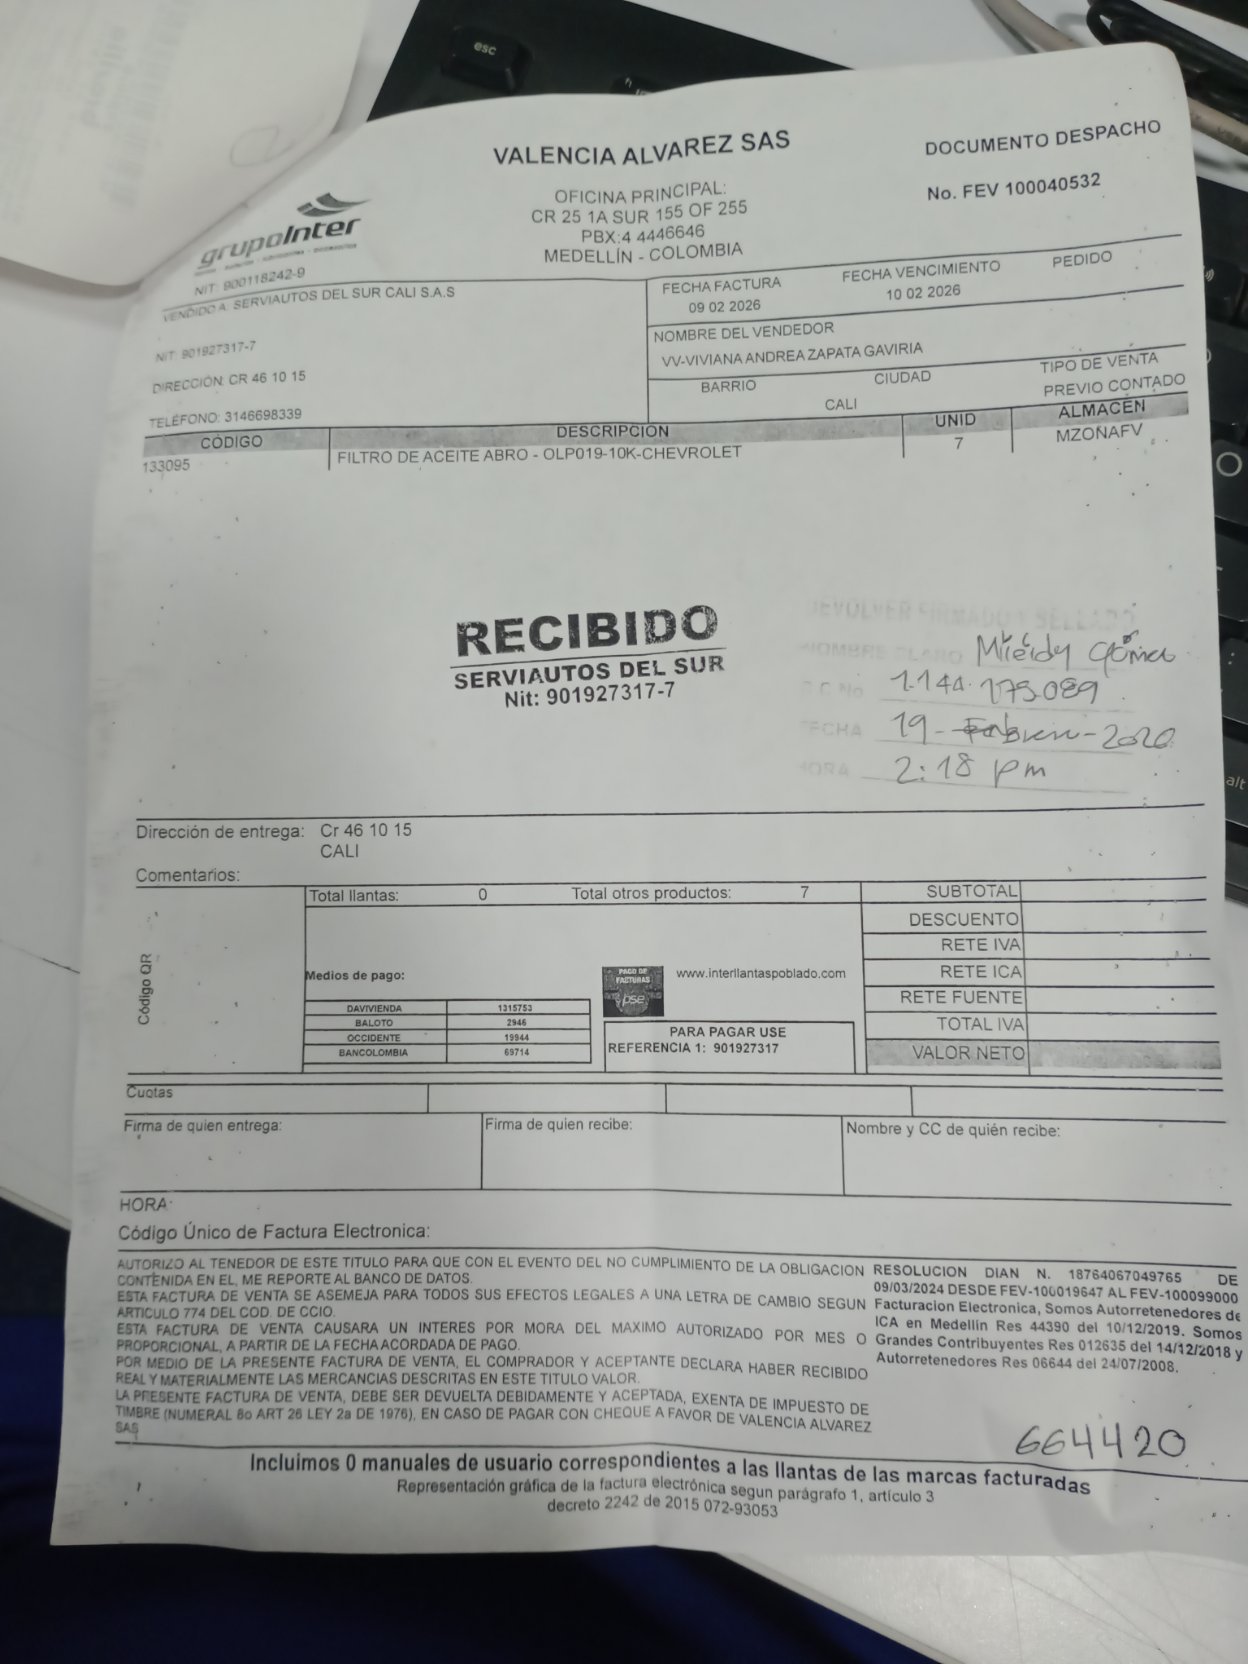 esc
VALENCIA ALVAREZ SAS
OFICINA PRINCIPAL:
CR 25 1A SUR 155 OF 255
PBX:4 4446646
MEDELLÍN - COLOMBIA
DOCUMENTO DESPACHO
No. FEV 100040532
grupoInter
NIT: 900118242-9
VENDIDO A: SERVIAUTOS DEL SUR CALI S.A.S
NIT: 901927317-7
DIRECCIÓN: CR 46 10 15
TELÉFONO: 3146698339
FECHA FACTURA FECHA VENCIMIENTO PEDIDO
09 02 2026 10 02 2026
NOMBRE DEL VENDEDOR
VV-VIVIANA ANDREA ZAPATA GAVIRIA
BARRIO CIUDAD TIPO DE VENTA
CALI PREVIO CONTADO
CÓDIGO DESCRIPCIÓN UNID ALMACÉN
133095 FILTRO DE ACEITE ABRO - OLP019-10K-CHEVROLET 7 MZONAFV
RECIBIDO
SERVIAUTOS DEL SUR
Nit: 901927317-7
DEVOLVER FIRMADO Y SELLADO
NOMBRE CLARO
C.C No 1.144.175.089
FECHA 19-Febrero-2026
HORA 2:18 pm
Dirección de entrega: Cr 46 10 15
CALI
Comentarios:
Código QR
Total llantas: 0 Total otros productos: 7
Medios de pago:
DAVIVIENDA 1315753
BALOTO 2946
OCCIDENTE 19944
BANCOLOMBIA 69714
PAGO DE FACTURAS
pse
www.interllantaspoblado.com
PARA PAGAR USE
REFERENCIA 1: 901927317
SUBTOTAL
DESCUENTO
RETE IVA
RETE ICA
RETE FUENTE
TOTAL IVA
VALOR NETO
Cuotas
Firma de quien entrega: Firma de quien recibe: Nombre y CC de quién recibe:
HORA:
Código Único de Factura Electronica:
AUTORIZO AL TENEDOR DE ESTE TITULO PARA QUE CON EL EVENTO DEL NO CUMPLIMIENTO DE LA OBLIGACION
CONTENIDA EN EL, ME REPORTE AL BANCO DE DATOS.
ESTA FACTURA DE VENTA SE ASEMEJA PARA TODOS SUS EFECTOS LEGALES A UNA LETRA DE CAMBIO SEGUN
ARTICULO 774 DEL COD. DE CCIO.
ESTA FACTURA DE VENTA CAUSARA UN INTERES POR MORA DEL MAXIMO AUTORIZADO POR MES O
PROPORCIONAL, A PARTIR DE LA FECHA ACORDADA DE PAGO.
POR MEDIO DE LA PRESENTE FACTURA DE VENTA, EL COMPRADOR Y ACEPTANTE DECLARA HABER RECIBIDO
REAL Y MATERIALMENTE LAS MERCANCIAS DESCRITAS EN ESTE TITULO VALOR.
LA PRESENTE FACTURA DE VENTA, DEBE SER DEVUELTA DEBIDAMENTE Y ACEPTADA, EXENTA DE IMPUESTO DE
TIMBRE (NUMERAL 8o ART 26 LEY 2a DE 1976), EN CASO DE PAGAR CON CHEQUE A FAVOR DE VALENCIA ALVAREZ
SAS
RESOLUCION DIAN N. 18764067049765 DE
09/03/2024 DESDE FEV-100019647 AL FEV-100099000
Facturacion Electronica, Somos Autorretenedores de
ICA en Medellin Res 44390 del 10/12/2019. Somos
Grandes Contribuyentes Res 012635 del 14/12/2018 y
Autorretenedores Res 06644 del 24/07/2008.
664420
Incluimos 0 manuales de usuario correspondientes a las llantas de las marcas facturadas
Representación gráfica de la factura electrónica segun parágrafo 1, artículo 3
decreto 2242 de 2015 072-93053
alt